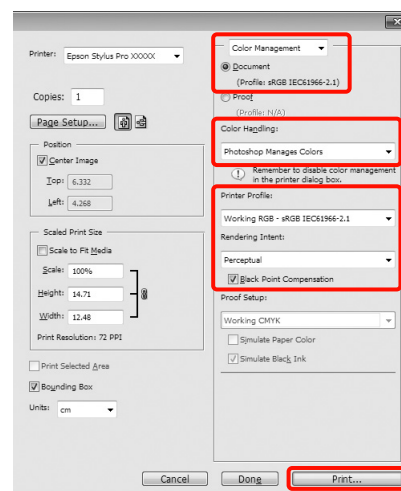 Printer: Epson Stylus Pro XXXXX
Copies: 1
Page Setup...
Position
Center Image
Top: 6.332
Left: 4.268
Scaled Print Size
Scale to Fit Media
Scale: 100%
Height: 14.71
Width: 12.48
Print Resolution: 72 PPI
Print Selected Area
Bounding Box
Units: cm
Color Management
Document
(Profile: sRGB IEC61966-2.1)
Proof
(Profile: N/A)
Color Handling:
Photoshop Manages Colors
Remember to disable color management
in the printer dialog box.
Printer Profile:
Working RGB - sRGB IEC61966-2.1
Rendering Intent:
Perceptual
Black Point Compensation
Proof Setup:
Working CMYK
Simulate Paper Color
Simulate Black Ink
Cancel
Done
Print...